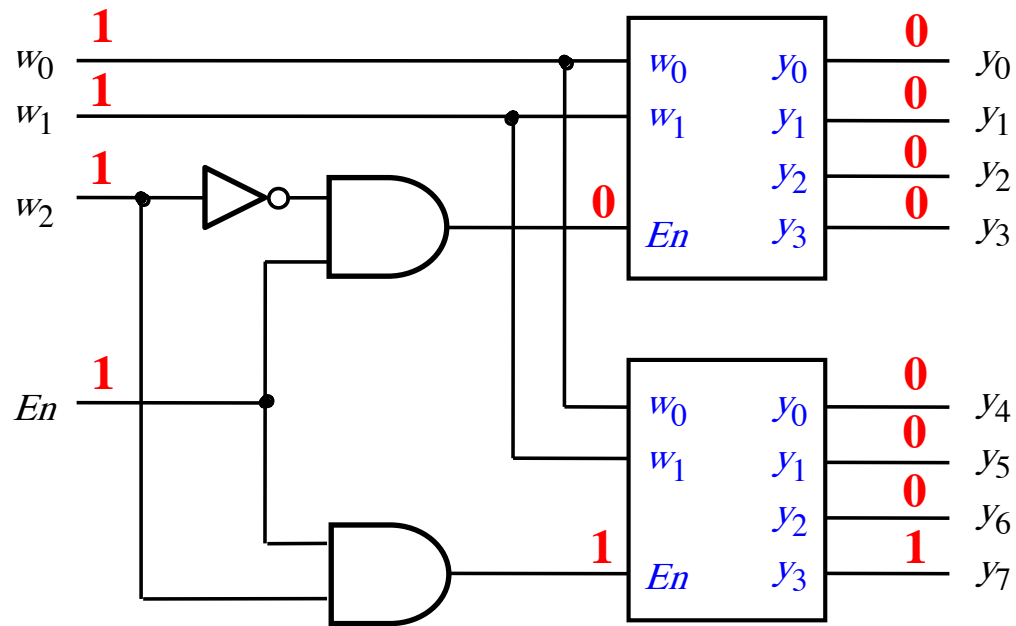 1 0
w0 w0 y0 y0
1 0
w1 w1 y1 y1
1 0
w2 y2 y2
0 0
En y3 y3
1 0
En w0 y0 y4
0
w1 y1 y5
0
y2 y6
1 1
En y3 y7